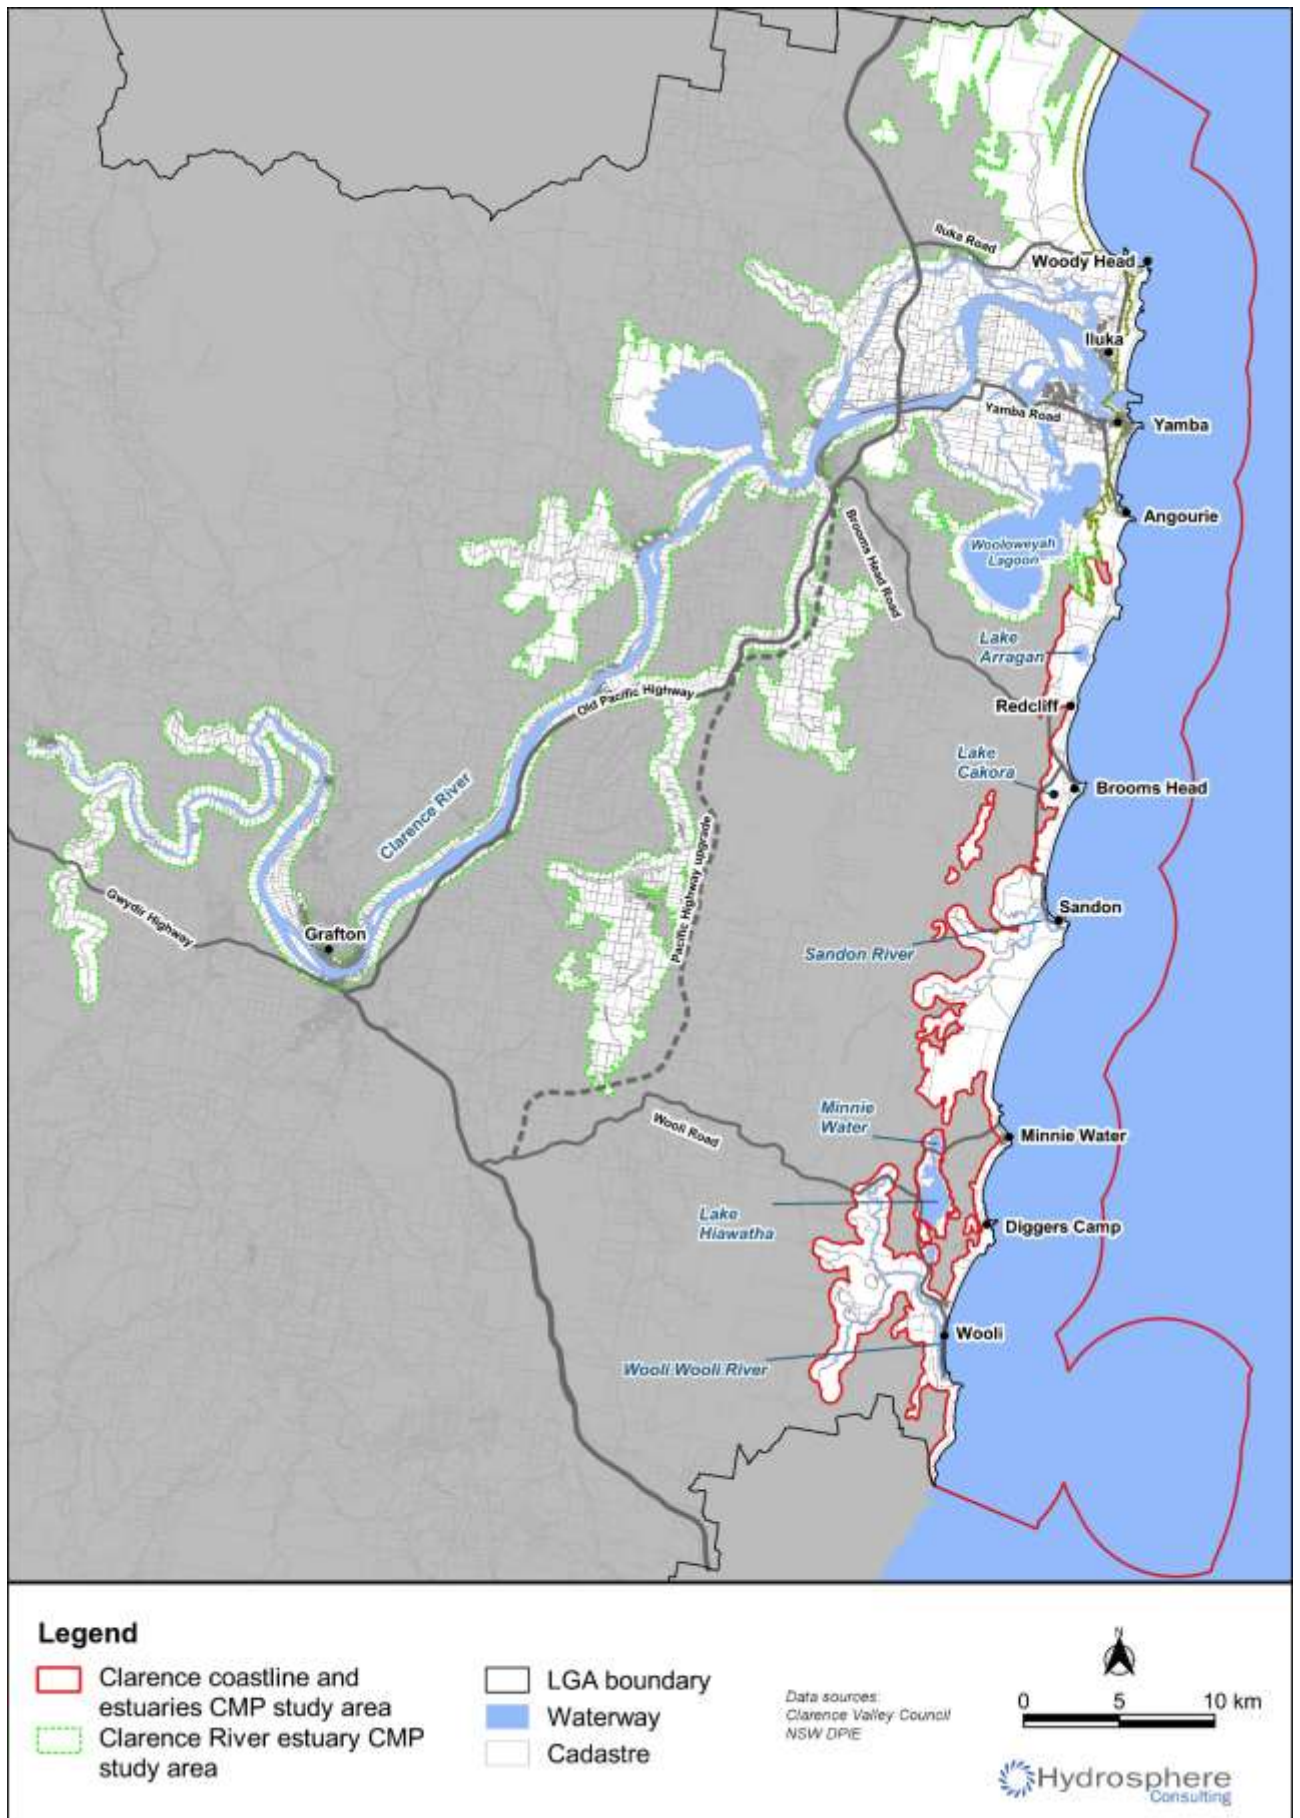 Iluka Road
Woody Head
Iluka
Yamba Road
Yamba
Brooms Head Road
Angourie
Wooloweyah
Lagoon
Lake
Arragan
Old Pacific Highway
Redcliff
Lake
Cakora
Brooms Head
Clarence River
Pacific Highway upgrade
Gwydir Highway
Grafton
Sandon
Sandon River
Minnie
Water
Wooli Road
Minnie Water
Lake
Hiawatha
Diggers Camp
Wooli
Wooli Wooli River
Legend
Clarence coastline and
estuaries CMP study area
Clarence River estuary CMP
study area
LGA boundary
Waterway
Cadastre
Data sources:
Clarence Valley Council
NSW DPIE
N
0 5 10 km
Hydrosphere
Consulting